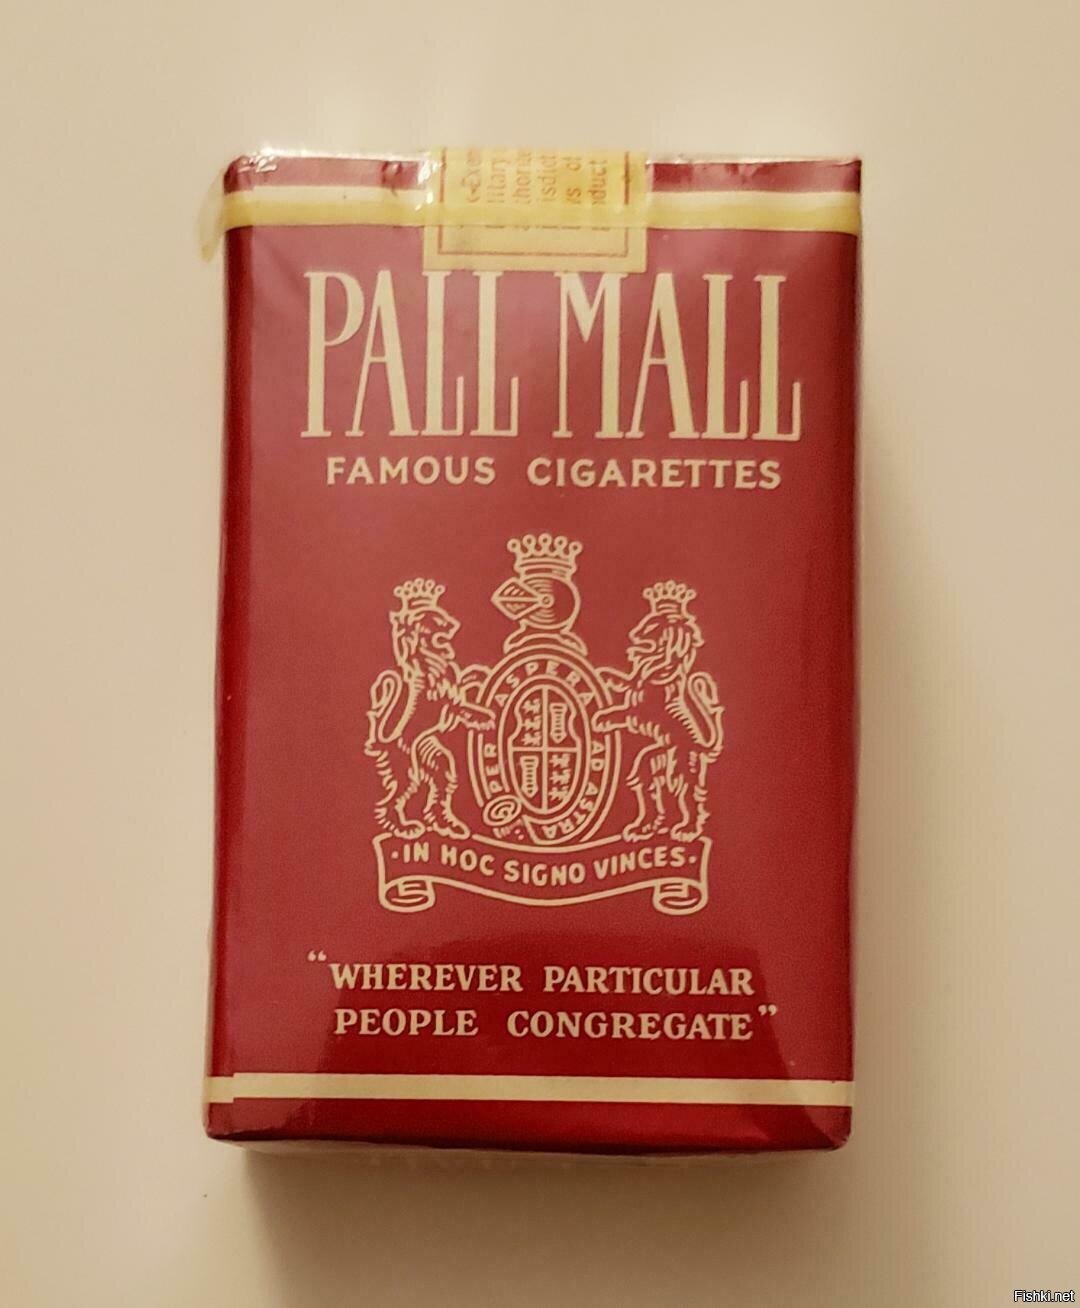 PALL MALL
FAMOUS CIGARETTES
PER ASPERA AD ASTRA
·IN HOC SIGNO VINCES·
“WHEREVER PARTICULAR
PEOPLE CONGREGATE”
Fishki.net